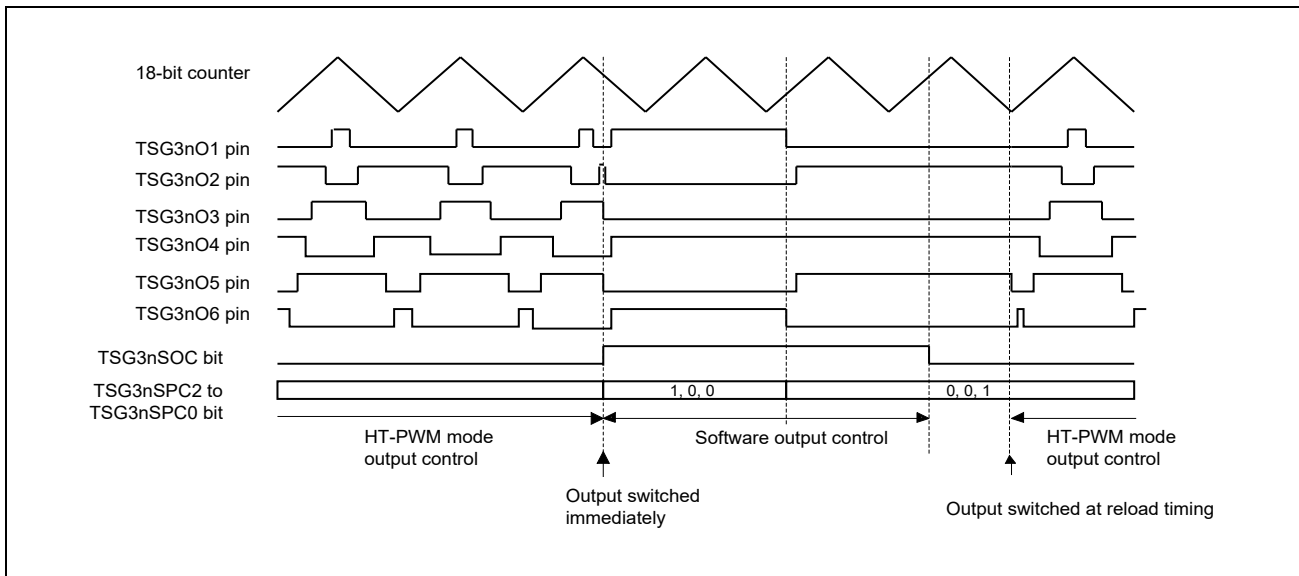 18-bit counter
TSG3nO1 pin
TSG3nO2 pin
TSG3nO3 pin
TSG3nO4 pin
TSG3nO5 pin
TSG3nO6 pin
TSG3nSOC bit
TSG3nSPC2 to
TSG3nSPC0 bit
1, 0, 0
0, 0, 1
HT-PWM mode
output control
Software output control
HT-PWM mode
output control
Output switched
immediately
Output switched at reload timing